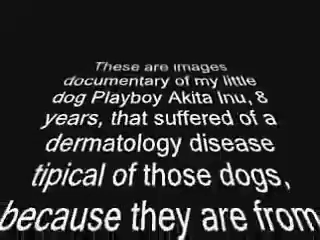 These are images
documentary of my little
dog Playboy Akita Inu, 8
years, that suffered of a
dermatology disease
tipical of those dogs,
because they are from